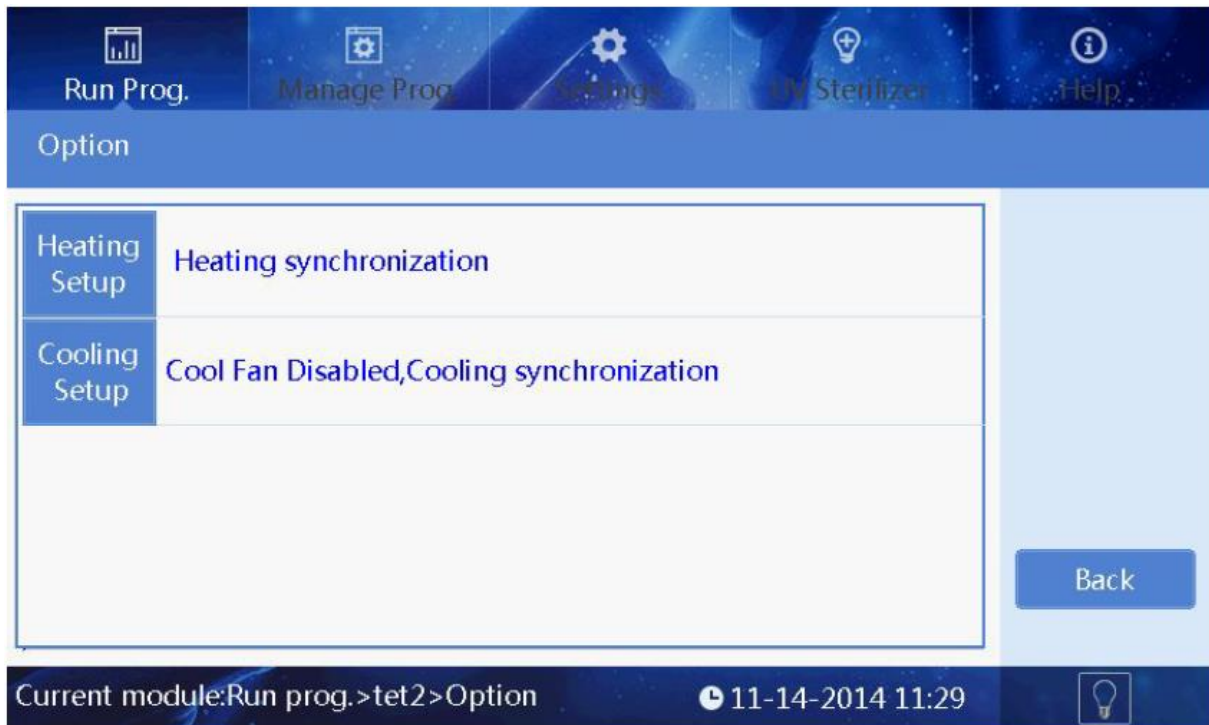 Run Prog.
Manage Prog.
Settings
UV Sterilizer
Help
Option
Heating
Setup
Heating synchronization
Cooling
Setup
Cool Fan Disabled,Cooling synchronization
Back
Current module:Run prog.>tet2>Option
11-14-2014 11:29